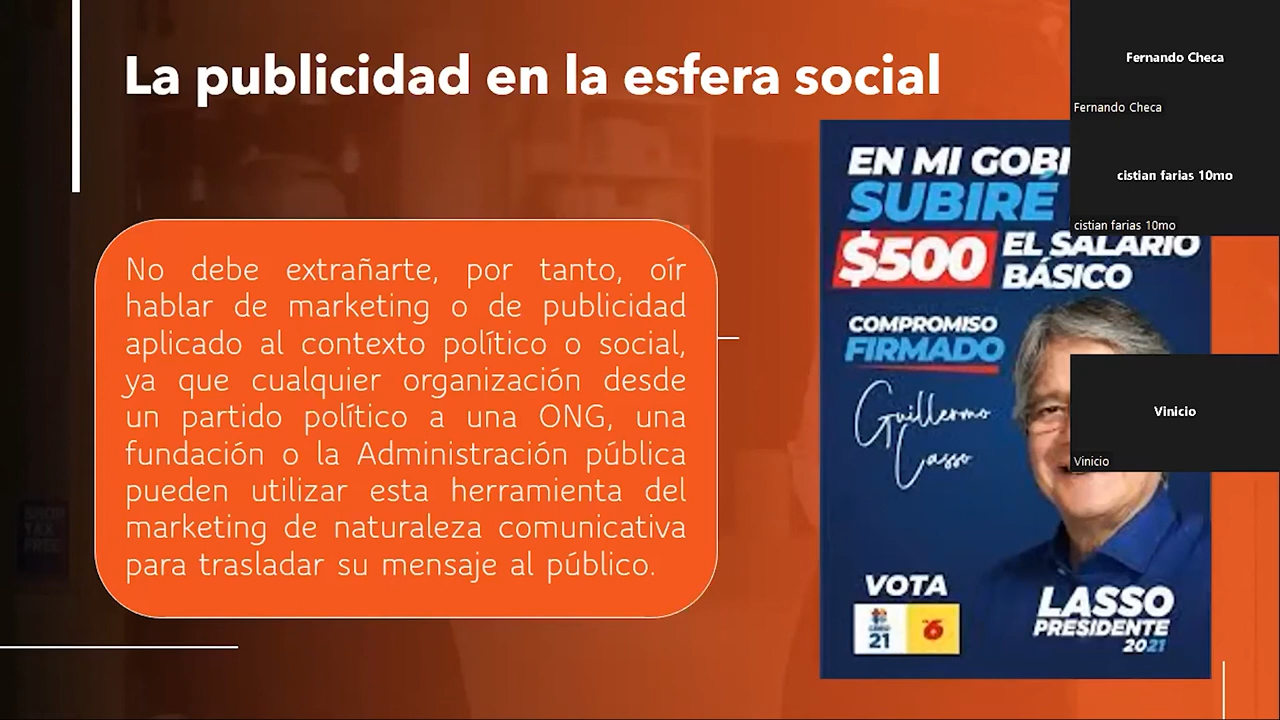 La publicidad en la esfera social
No debe extrañarte, por tanto, oír
hablar de marketing o de publicidad
aplicado al contexto político o social,
ya que cualquier organización desde
un partido político a una ONG, una
fundación o la Administración pública
pueden utilizar esta herramienta del
marketing de naturaleza comunicativa
para trasladar su mensaje al público.
EN MI GOBI
SUBIRÉ
$500 EL SALARIO
BÁSICO
COMPROMISO
FIRMADO
Guillermo
Lasso
VOTA
21
6
LASSO
PRESIDENTE
2021
Fernando Checa
Fernando Checa
cistian farias 10mo
cistian farias 10mo
Vinicio
Vinicio